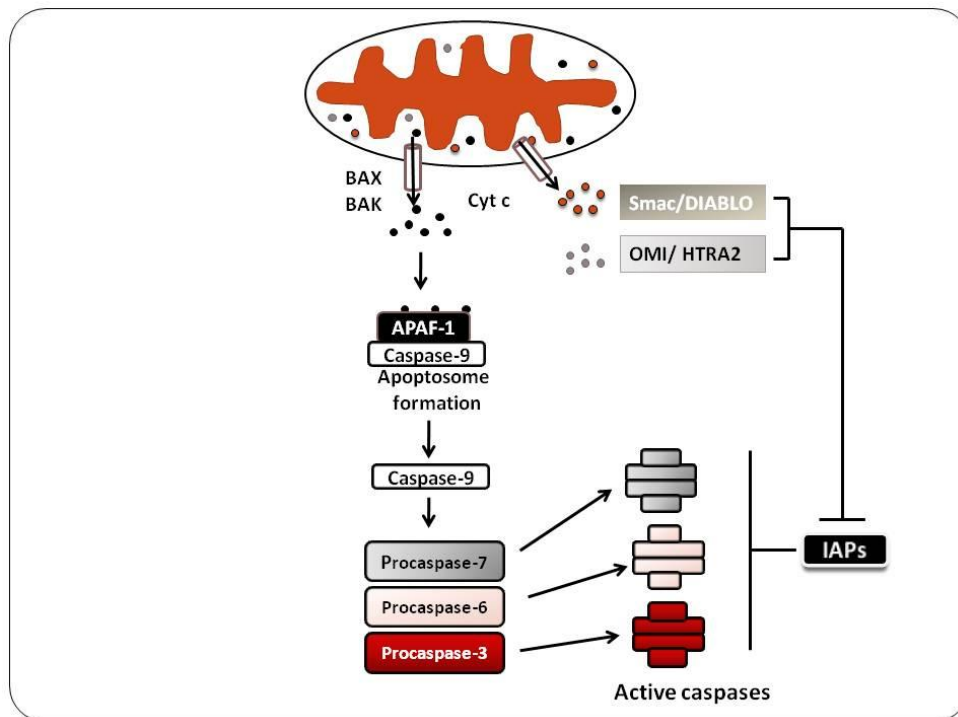 BAX
BAK
Cyt c
Smac/DIABLO
OMI/ HTRA2
APAF-1
Caspase-9
Apoptosome
formation
Caspase-9
Procaspase-7
Procaspase-6
Procaspase-3
IAPs
Active caspases